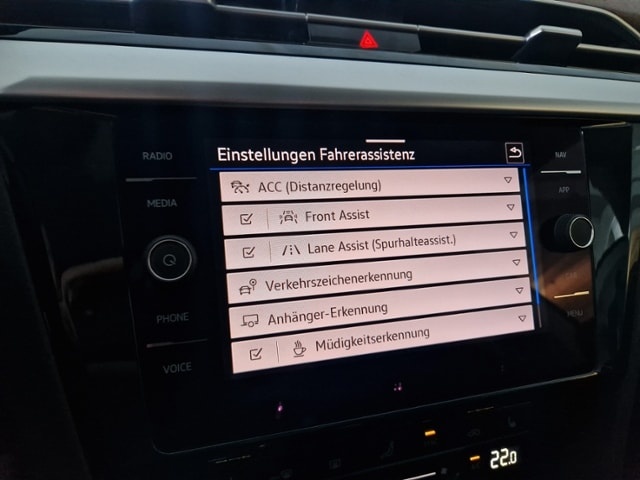 RADIO
MEDIA
PHONE
VOICE
Einstellungen Fahrerassistenz
ACC (Distanzregelung)
Front Assist
Lane Assist (Spurhalteassist.)
Verkehrszeichenerkennung
Anhänger-Erkennung
Müdigkeitserkennung
NAV
APP
MENU
22.0